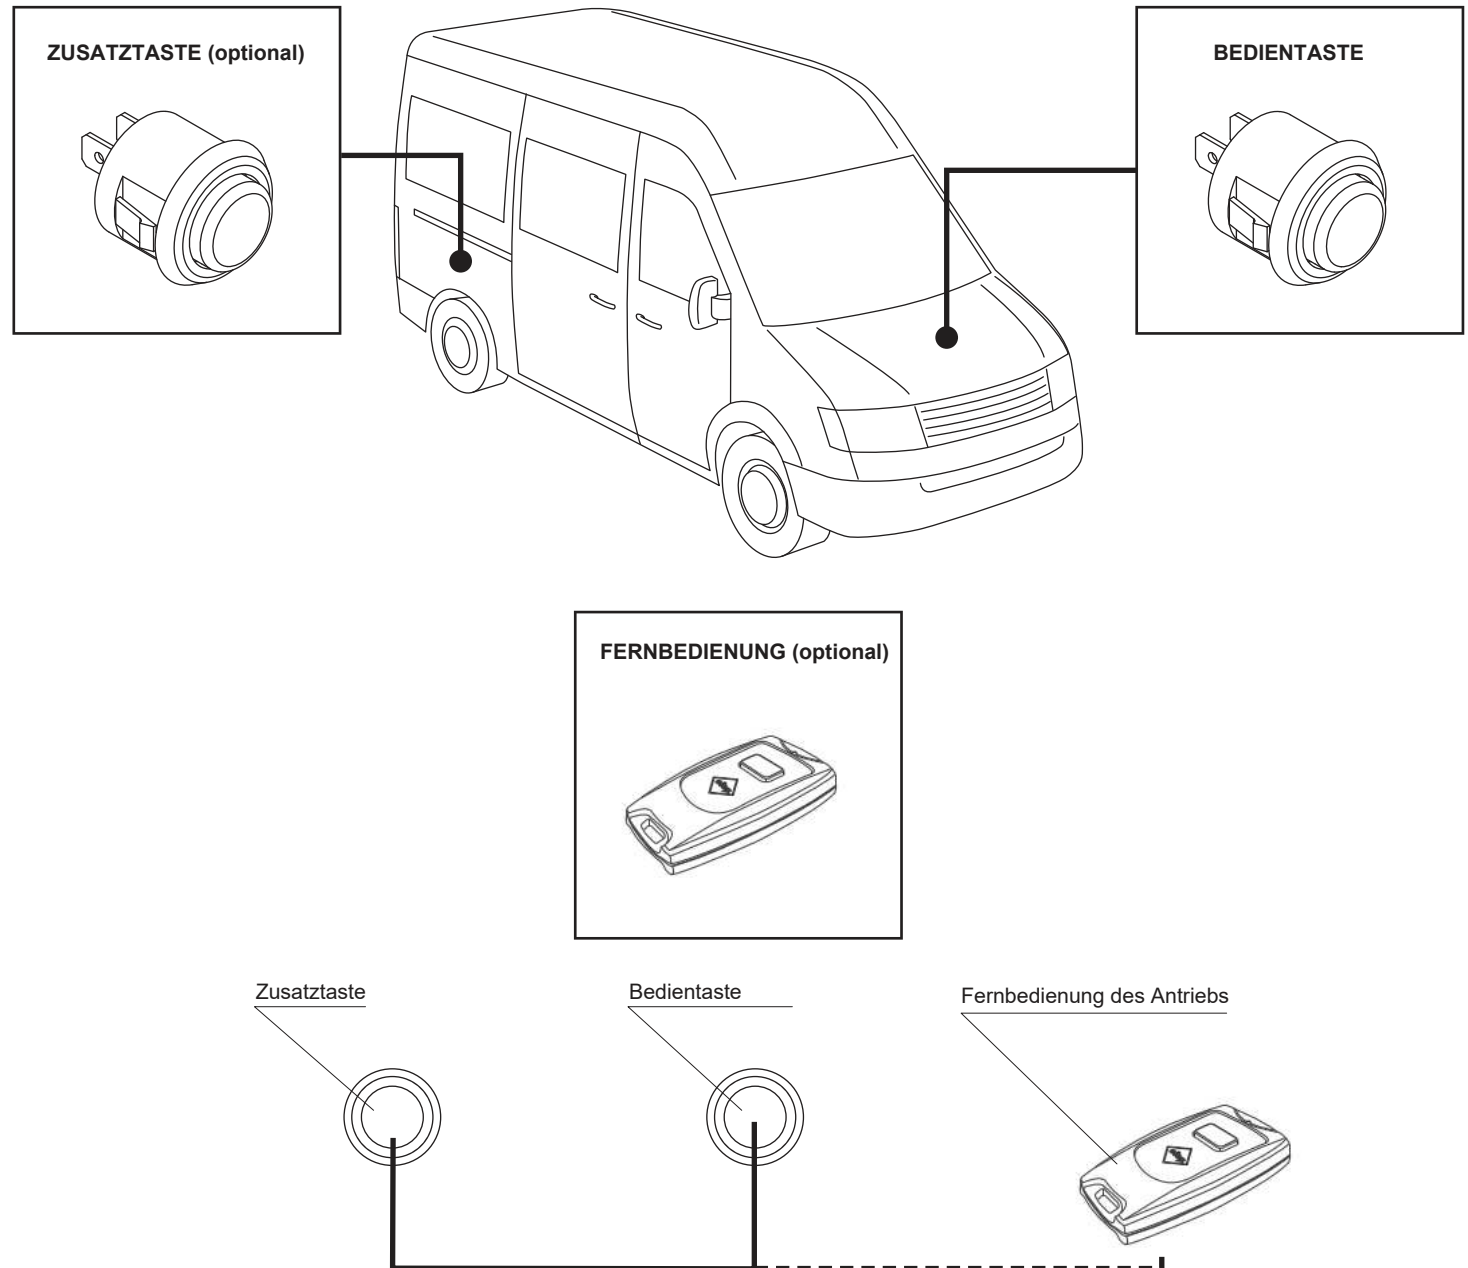 ZUSATZTASTE (optional)
BEDIENTASTE
FERNBEDIENUNG (optional)
Zusatztaste
Bedientaste
Fernbedienung des Antriebs